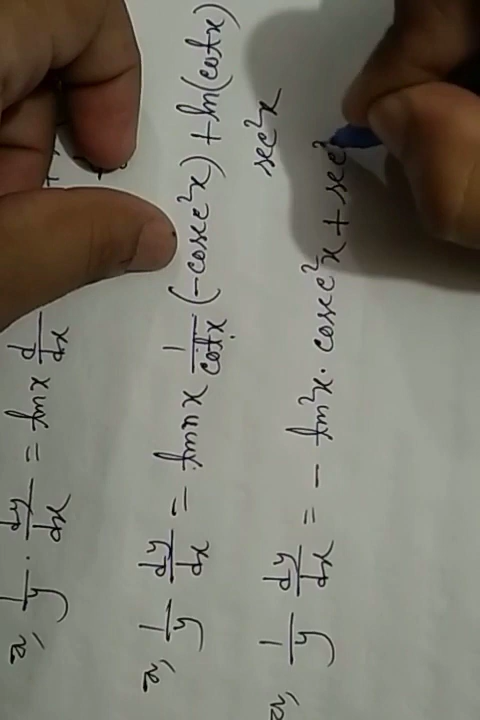 ㄹ, 1/y · dy/dx = tan x d/dx
ㄹ, 1/y dy/dx = tan x 1/cot x (-cosec²x) + ln(cot x)
sec²x
ㄹ, 1/y dy/dx = - tan²x · cosec²x + sec²